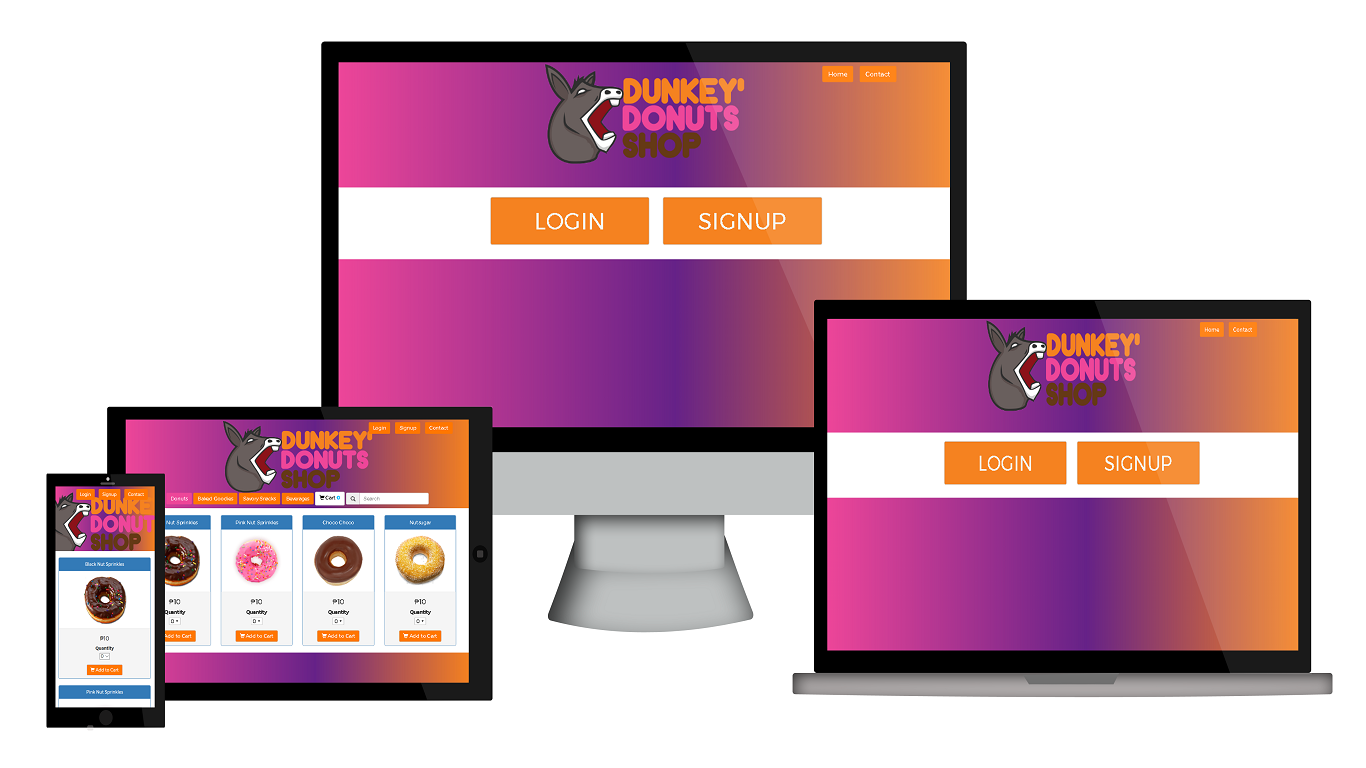 DUNKEY'
DONUTS
SHOP
Home Contact
LOGIN SIGNUP
DUNKEY'
DONUTS
SHOP
Home Contact
LOGIN SIGNUP
DUNKEY'
DONUTS
SHOP
Login Signup Contact
Donuts Baked Goodies Savory Snacks Beverages Cart 0 Search
Nut Sprinkles Pink Nut Sprinkles Choco Choco Nutsugar
₱10 ₱10 ₱10 ₱10
Quantity Quantity Quantity Quantity
0 0 0 0
Add to Cart Add to Cart Add to Cart Add to Cart
Login Signup Contact
DUNKE
DONUT
SHOP
Black Nut Sprinkles
₱10
Quantity
0
Add to Cart
Pink Nut Sprinkles